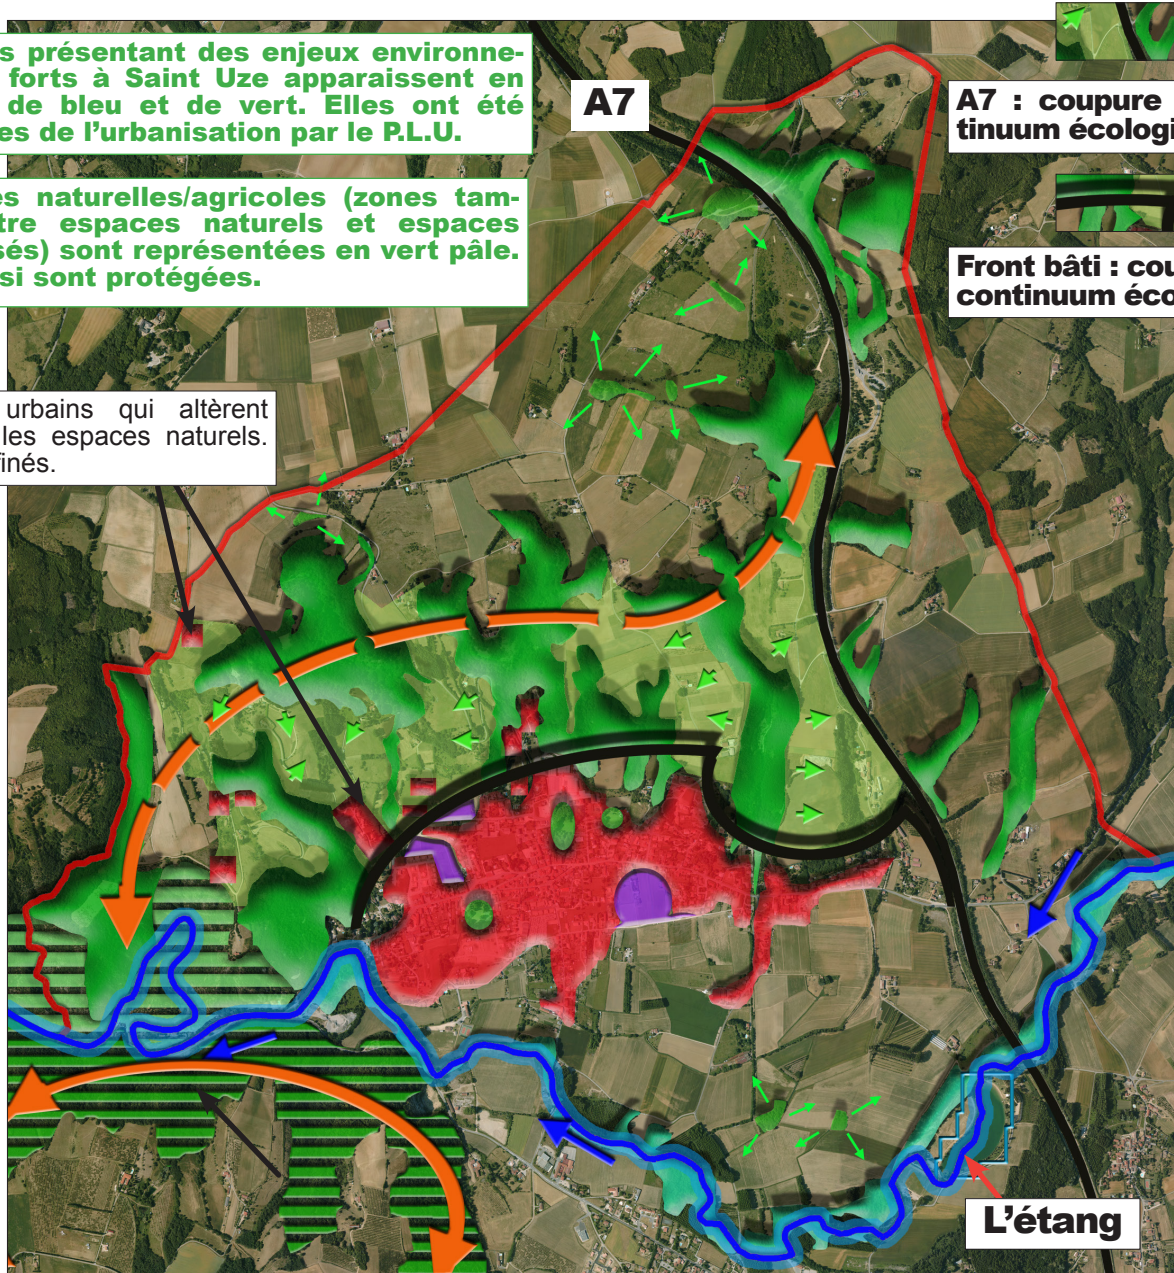 s présentant des enjeux environne-
forts à Saint Uze apparaissent en
de bleu et de vert. Elles ont été
es de l'urbanisation par le P.L.U.
es naturelles/agricoles (zones tam-
tre espaces naturels et espaces
sés) sont représentées en vert pâle.
si sont protégées.
urbains qui altèrent
les espaces naturels.
finés.
A7
A7 : coupure
tinuum écologi
Front bâti : cou
continuum éco
L'étang